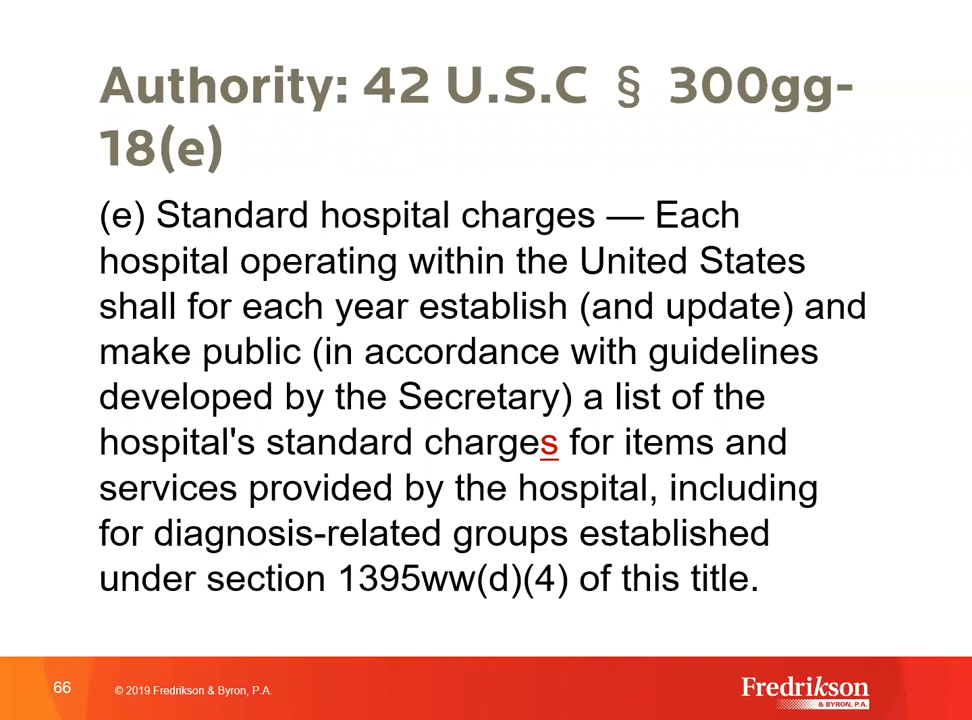 Authority: 42 U.S.C § 300gg-
18(e)
(e) Standard hospital charges — Each
hospital operating within the United States
shall for each year establish (and update) and
make public (in accordance with guidelines
developed by the Secretary) a list of the
hospital's standard charges for items and
services provided by the hospital, including
for diagnosis-related groups established
under section 1395ww(d)(4) of this title.
66
© 2019 Fredrikson & Byron, P.A.
Fredrikson
& BYRON, P.A.